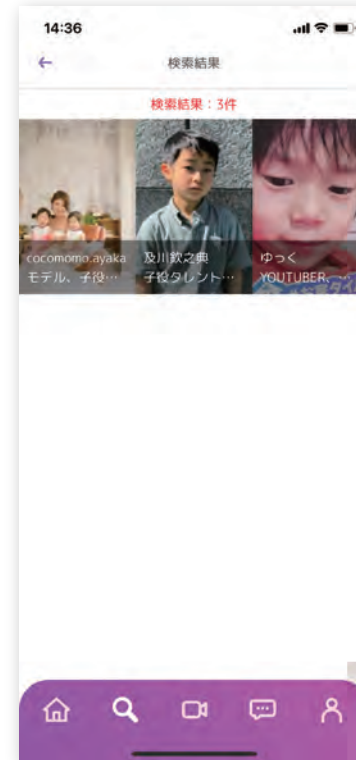 14:36
検索結果
検索結果：3件
cocomomo.ayaka
モデル、子役…
及川欽之典
子役タレント…
ゆっく
YOUTUBER、…